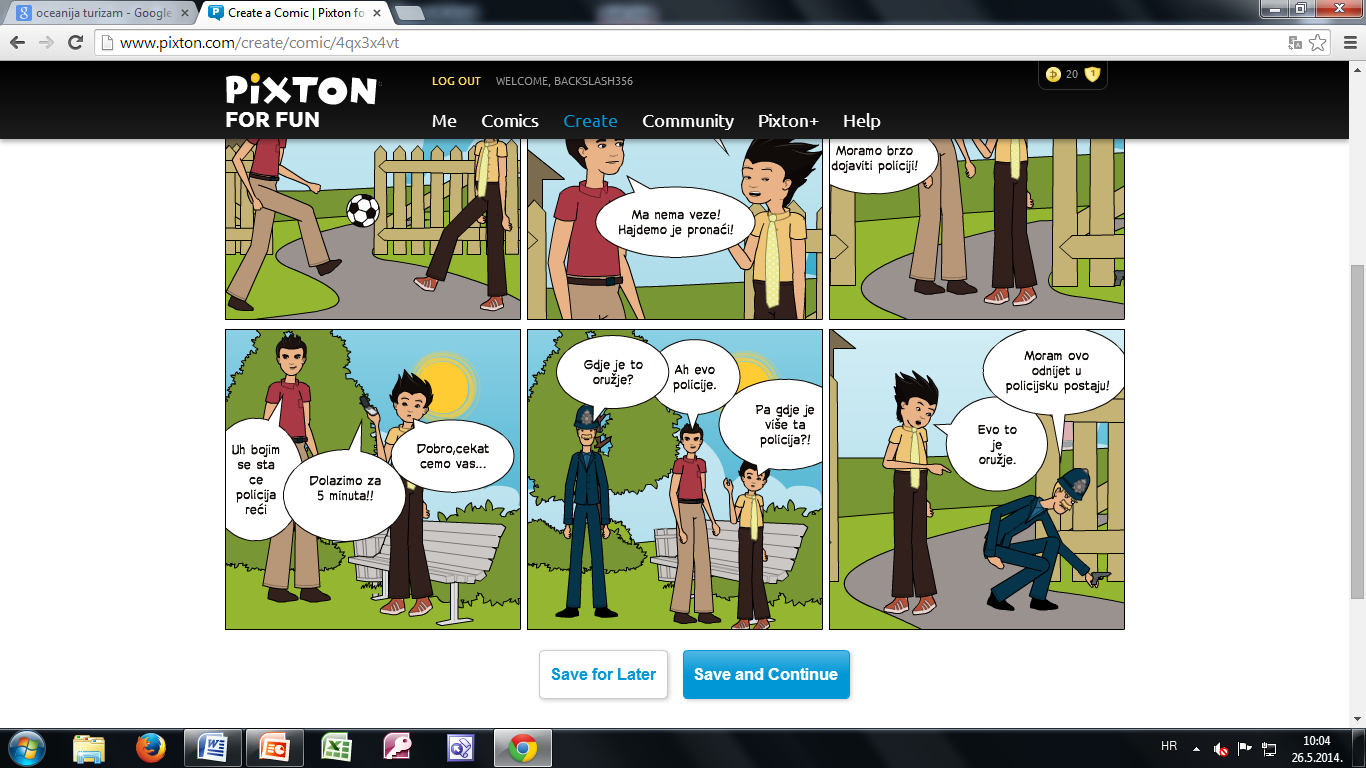 oceanija turizam - Google
Create a Comic | Pixton fo
www.pixton.com/create/comic/4qx3x4vt
PiXTON
FOR FUN
LOG OUT WELCOME, BACKSLASH356
20 1
Me Comics Create Community Pixton+ Help
Ma nema veze!
Hajdemo je pronaći!
Moramo brzo
dojaviti policiji!
Uh bojim
se sta
ce
policija
reći
Dolazimo za
5 minuta!!
Dobro,cekat
cemo vas...
Gdje je to
oružje?
Ah evo
policije.
Pa gdje je
više ta
policija?!
Evo to
je
oružje.
Moram ovo
odnijet u
policijsku postaju!
Save for Later
Save and Continue
HR
10:04
26.5.2014.